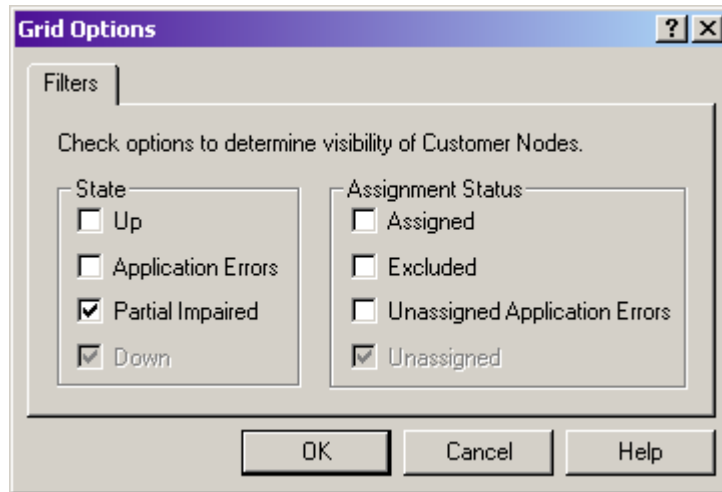 Grid Options
Filters
Check options to determine visibility of Customer Nodes.
State
Up
Application Errors
Partial Impaired
Down
Assignment Status
Assigned
Excluded
Unassigned Application Errors
Unassigned
OK Cancel Help